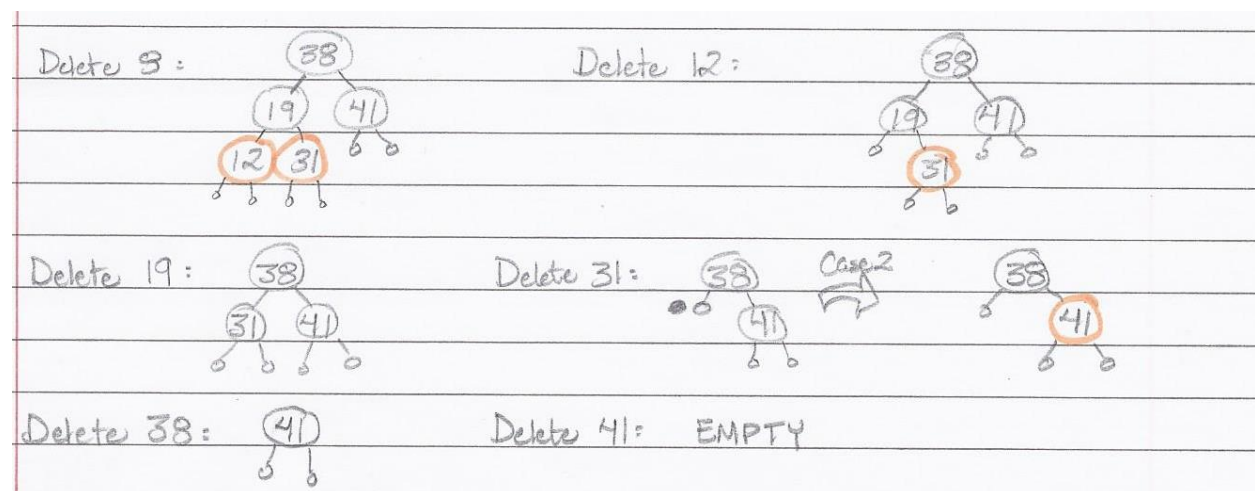 Delete 8: 38
19 41
12 31
Delete 12: 38
19 41
31
Delete 19: 38
31 41
Delete 31: 38 Case 2 38
41 41
Delete 38: 41
Delete 41: EMPTY